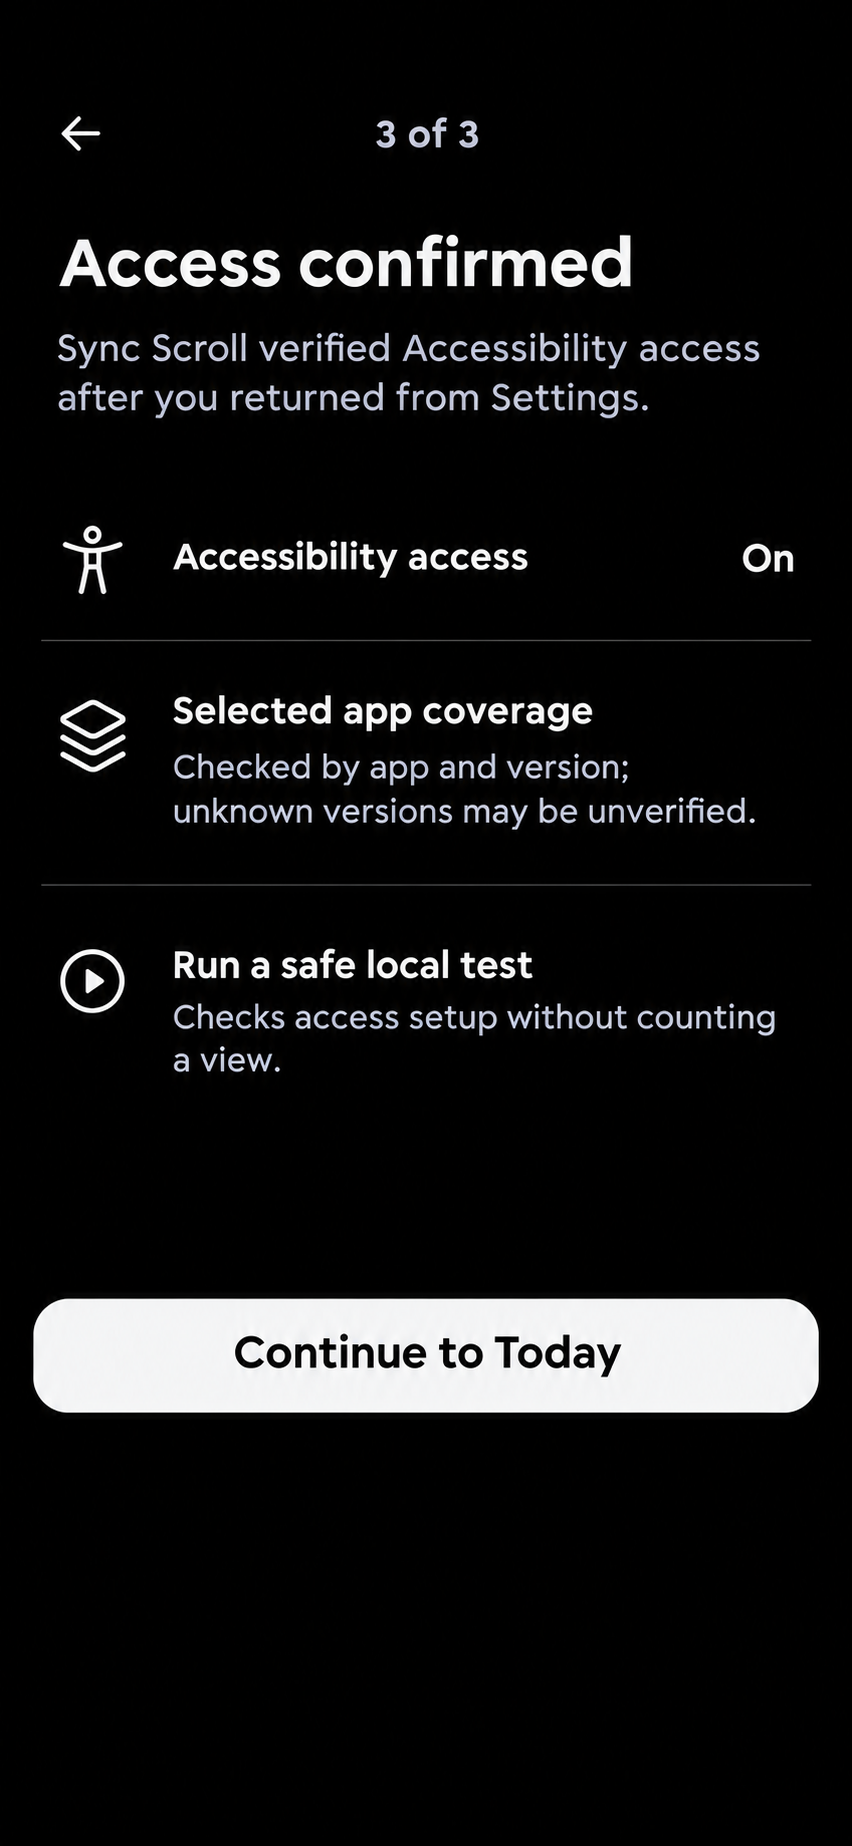 3 of 3
Access confirmed
Sync Scroll verified Accessibility access
after you returned from Settings.
Accessibility access
On
Selected app coverage
Checked by app and version;
unknown versions may be unverified.
Run a safe local test
Checks access setup without counting
a view.
Continue to Today